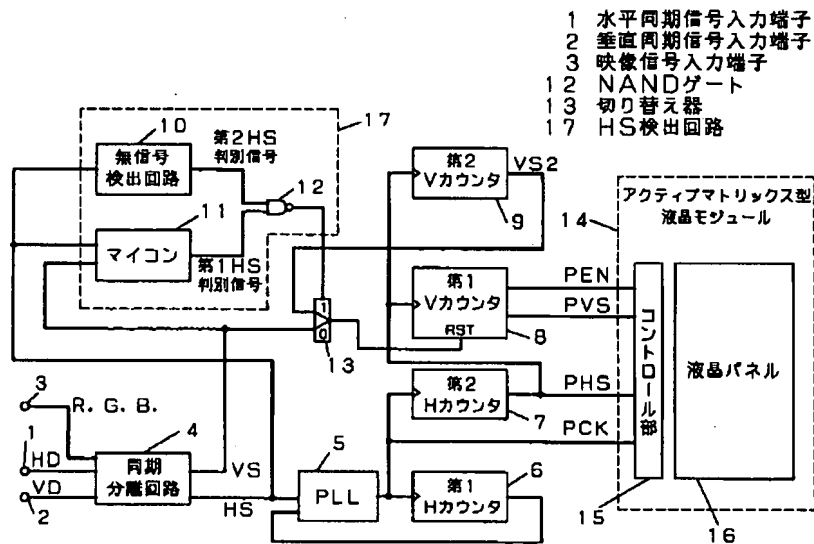 1 水平同期信号入力端子
2 垂直同期信号入力端子
3 映像信号入力端子
12 NANDゲート
13 切り替え器
17 HS検出回路
10
第2HS
判別信号
17
無信号
検出回路
12
11
マイコン
第1HS
判別信号
1
0
13
第2
Vカウンタ
VS2
9
アクティブマトリックス型
液晶モジュール
14
第1
Vカウンタ
RST
8
PEN
PVS
コントロール部
液晶パネル
第2
Hカウンタ
7
PHS
PCK
3
R. G. B.
4
1
HD
同期
分離回路
VS
VD
HS
2
5
PLL
6
第1
Hカウンタ
15
16